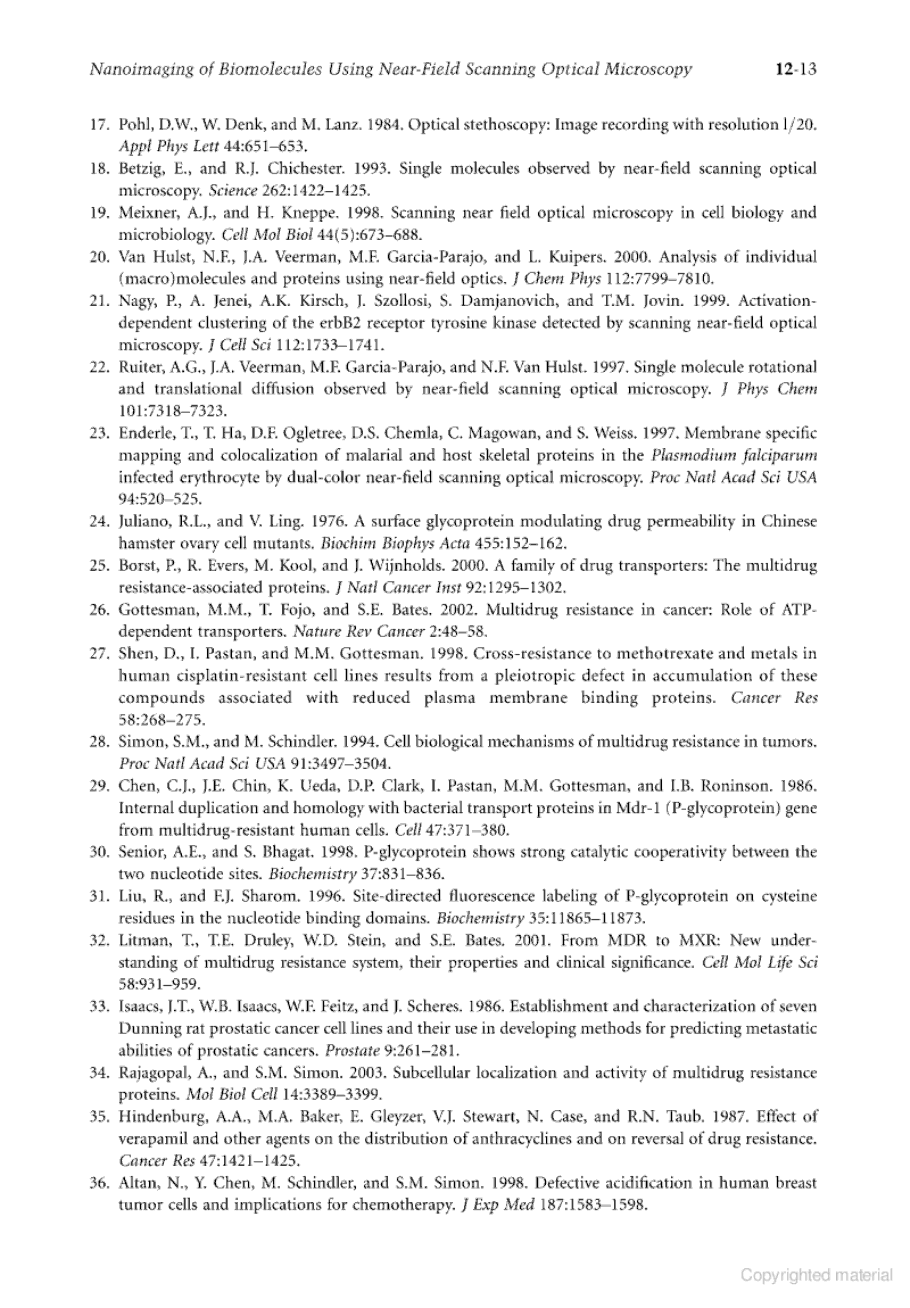 Nanoimaging of Biomolecules Using Near-Field Scanning Optical Microscopy 12-13
17. Pohl, D.W., W. Denk, and M. Lanz. 1984. Optical stethoscopy: Image recording with resolution l/20.
Appl Phys Lett 44:651–653.
18. Betzig, E., and R.J. Chichester. 1993. Single molecules observed by near-field scanning optical
microscopy. Science 262:1422–1425.
19. Meixner, A.J., and H. Kneppe. 1998. Scanning near field optical microscopy in cell biology and
microbiology. Cell Mol Biol 44(5):673–688.
20. Van Hulst, N.F., J.A. Veerman, M.F. Garcia-Parajo, and L. Kuipers. 2000. Analysis of individual
(macro)molecules and proteins using near-field optics. J Chem Phys 112:7799–7810.
21. Nagy, P., A. Jenei, A.K. Kirsch, J. Szollosi, S. Damjanovich, and T.M. Jovin. 1999. Activation-
dependent clustering of the erbB2 receptor tyrosine kinase detected by scanning near-field optical
microscopy. J Cell Sci 112:1733–1741.
22. Ruiter, A.G., J.A. Veerman, M.F. Garcia-Parajo, and N.F. Van Hulst. 1997. Single molecule rotational
and translational diffusion observed by near-field scanning optical microscopy. J Phys Chem
101:7318–7323.
23. Enderle, T., T. Ha, D.F. Ogletree, D.S. Chemla, C. Magowan, and S. Weiss. 1997. Membrane specific
mapping and colocalization of malarial and host skeletal proteins in the Plasmodium falciparum
infected erythrocyte by dual-color near-field scanning optical microscopy. Proc Natl Acad Sci USA
94:520–525.
24. Juliano, R.L., and V. Ling. 1976. A surface glycoprotein modulating drug permeability in Chinese
hamster ovary cell mutants. Biochim Biophys Acta 455:152–162.
25. Borst, P., R. Evers, M. Kool, and J. Wijnholds. 2000. A family of drug transporters: The multidrug
resistance-associated proteins. J Natl Cancer Inst 92:1295–1302.
26. Gottesman, M.M., T. Fojo, and S.E. Bates. 2002. Multidrug resistance in cancer: Role of ATP-
dependent transporters. Nature Rev Cancer 2:48–58.
27. Shen, D., I. Pastan, and M.M. Gottesman. 1998. Cross-resistance to methotrexate and metals in
human cisplatin-resistant cell lines results from a pleiotropic defect in accumulation of these
compounds associated with reduced plasma membrane binding proteins. Cancer Res
58:268–275.
28. Simon, S.M., and M. Schindler. 1994. Cell biological mechanisms of multidrug resistance in tumors.
Proc Natl Acad Sci USA 91:3497–3504.
29. Chen, C.J., J.E. Chin, K. Ueda, D.P. Clark, I. Pastan, M.M. Gottesman, and I.B. Roninson. 1986.
Internal duplication and homology with bacterial transport proteins in Mdr-1 (P-glycoprotein) gene
from multidrug-resistant human cells. Cell 47:371–380.
30. Senior, A.E., and S. Bhagat. 1998. P-glycoprotein shows strong catalytic cooperativity between the
two nucleotide sites. Biochemistry 37:831–836.
31. Liu, R., and F.J. Sharom. 1996. Site-directed fluorescence labeling of P-glycoprotein on cysteine
residues in the nucleotide binding domains. Biochemistry 35:11865–11873.
32. Litman, T., T.E. Druley, W.D. Stein, and S.E. Bates. 2001. From MDR to MXR: New under-
standing of multidrug resistance system, their properties and clinical significance. Cell Mol Life Sci
58:931–959.
33. Isaacs, J.T., W.B. Isaacs, W.F. Feitz, and J. Scheres. 1986. Establishment and characterization of seven
Dunning rat prostatic cancer cell lines and their use in developing methods for predicting metastatic
abilities of prostatic cancers. Prostate 9:261–281.
34. Rajagopal, A., and S.M. Simon. 2003. Subcellular localization and activity of multidrug resistance
proteins. Mol Biol Cell 14:3389–3399.
35. Hindenburg, A.A., M.A. Baker, E. Gleyzer, V.J. Stewart, N. Case, and R.N. Taub. 1987. Effect of
verapamil and other agents on the distribution of anthracyclines and on reversal of drug resistance.
Cancer Res 47:1421–1425.
36. Altan, N., Y. Chen, M. Schindler, and S.M. Simon. 1998. Defective acidification in human breast
tumor cells and implications for chemotherapy. J Exp Med 187:1583–1598.
Copyrighted material